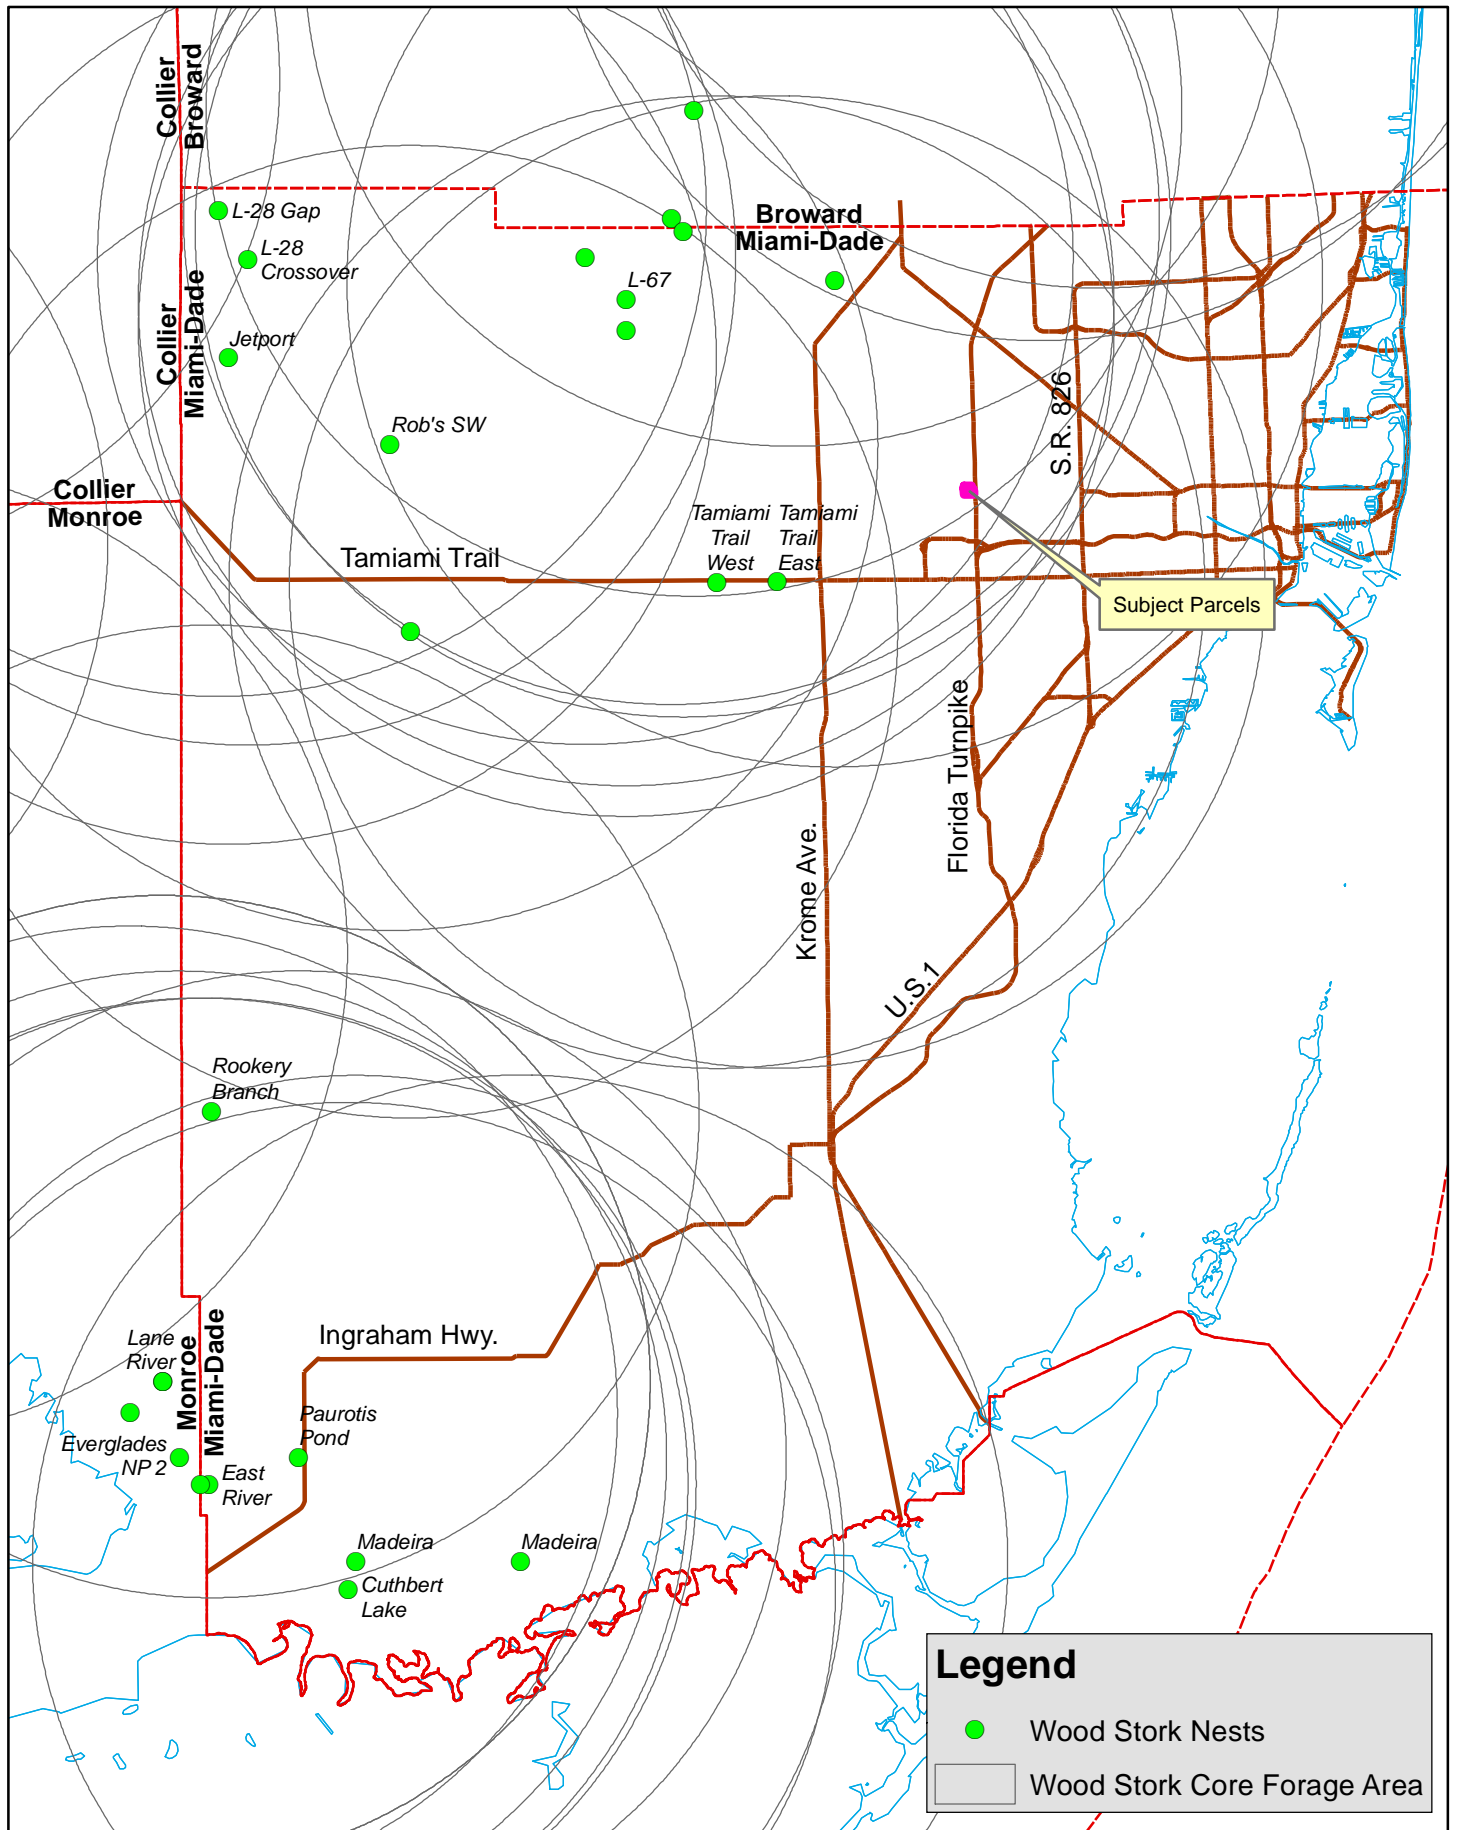 Collier
Broward
L-28 Gap
L-28
Crossover
Broward
Miami-Dade
L-67
Collier
Miami-Dade
Jetport
Rob's SW
S.R. 826
Collier
Monroe
Tamiami
Trail
West
Tamiami
Trail
East
Tamiami Trail
Subject Parcels
Florida Turnpike
Krome Ave.
U.S.1
Rookery
Branch
Lane
River
Monroe
Miami-Dade
Ingraham Hwy.
Paurotis
Pond
Everglades
NP 2
East
River
Madeira
Madeira
Cuthbert
Lake
Legend
Wood Stork Nests
Wood Stork Core Forage Area